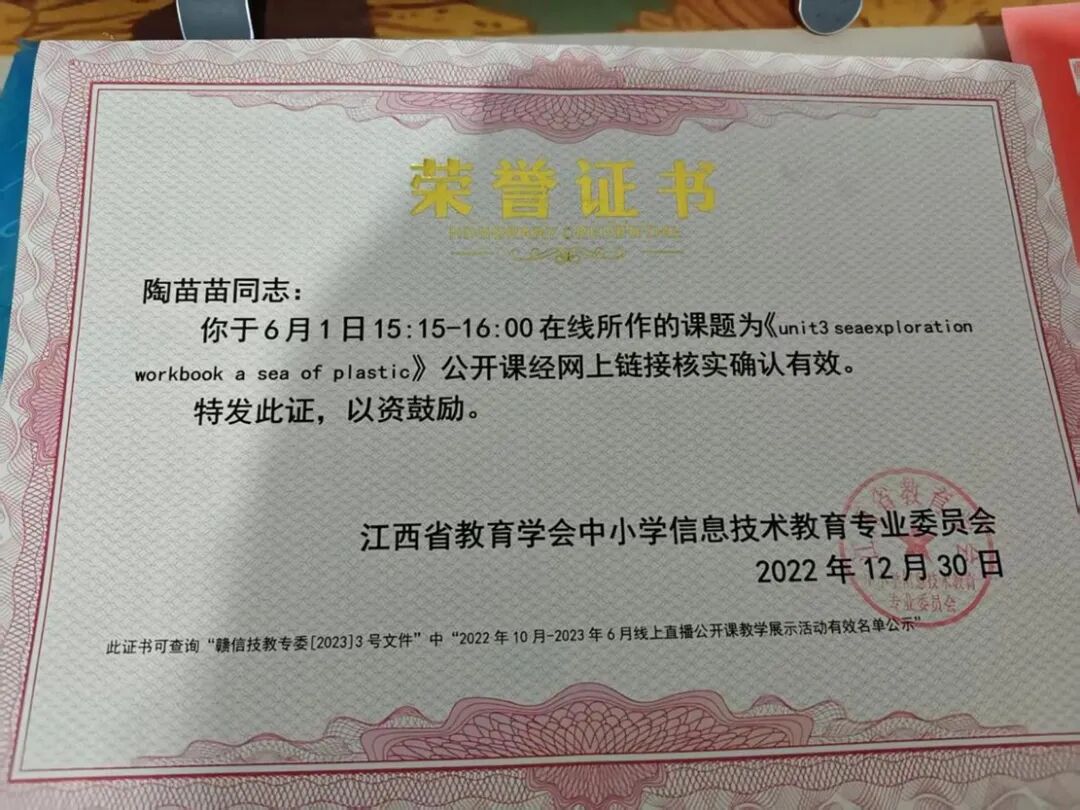 荣誉证书
陶苗苗同志：
你于6月1日15:15-16:00在线所作的课题为《unit3 seaexploration
workbook a sea of plastic》公开课经网上链接核实确认有效。
特发此证，以资鼓励。
江西省教育学会中小学信息技术教育专业委员会
2022年12月30日
此证书可查询“赣信技教专委[2023]3号文件”中“2022年10月-2023年6月线上直播公开课教学展示活动有效名单公示”
专业委员会